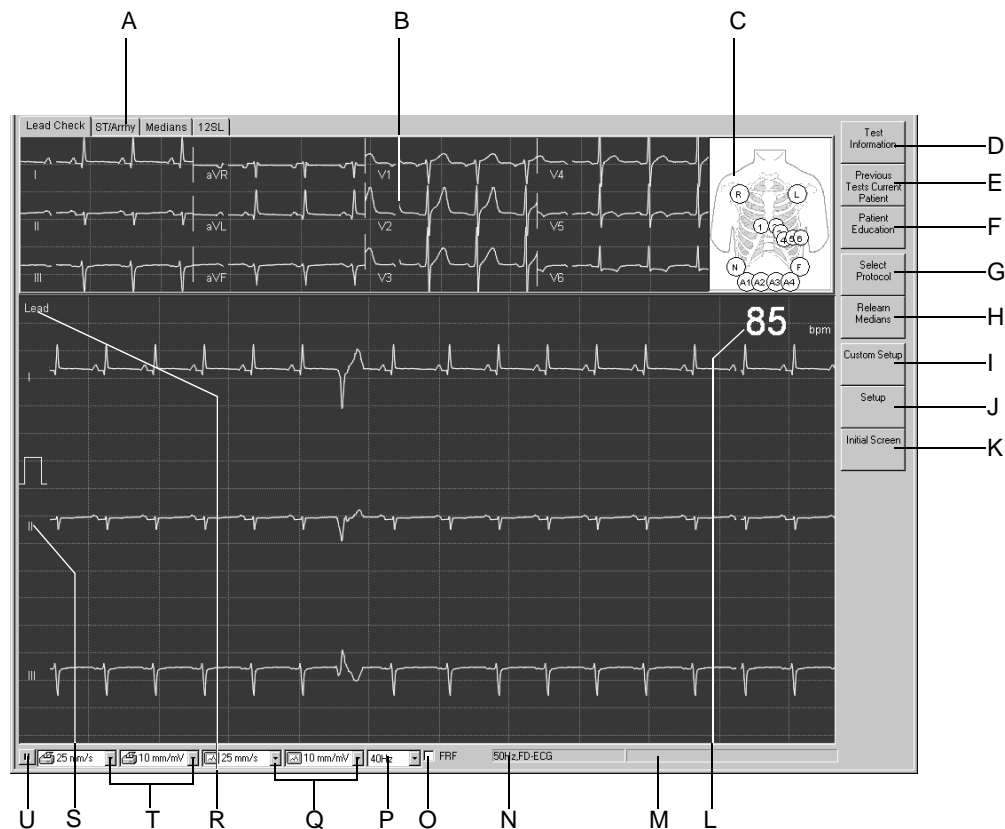 A B C
Lead Check ST/Arrhy Medians 12SL
I aVR V1 V4
II aVL V2 V5
III aVF V3 V6
R L
1 2 3 4 5 6
N F
A1 A2 A3 A4
Test
Information
D
Previous
Tests Current
Patient
E
Patient
Education
F
Select
Protocol
G
Relearn
Medians
H
Custom Setup
I
Setup
J
Initial Screen
K
Lead
85 bpm
I
II
III
25 mm/s 10 mm/mV 25 mm/s 10 mm/mV 40Hz FRF 50Hz,FD-ECG
U S T R Q P O N M L